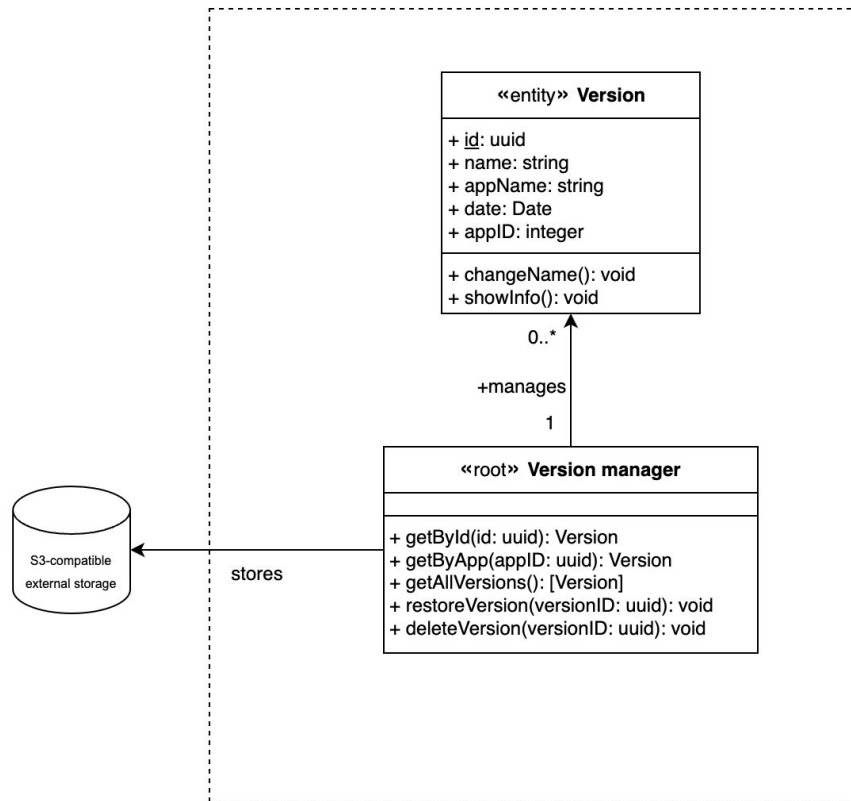 «entity» Version
+ id: uuid
+ name: string
+ appName: string
+ date: Date
+ appID: integer
+ changeName(): void
+ showInfo(): void
0..*
+manages
1
«root» Version manager
+ getById(id: uuid): Version
+ getByApp(appID: uuid): Version
+ getAllVersions(): [Version]
+ restoreVersion(versionID: uuid): void
+ deleteVersion(versionID: uuid): void
S3-compatible
external storage
stores